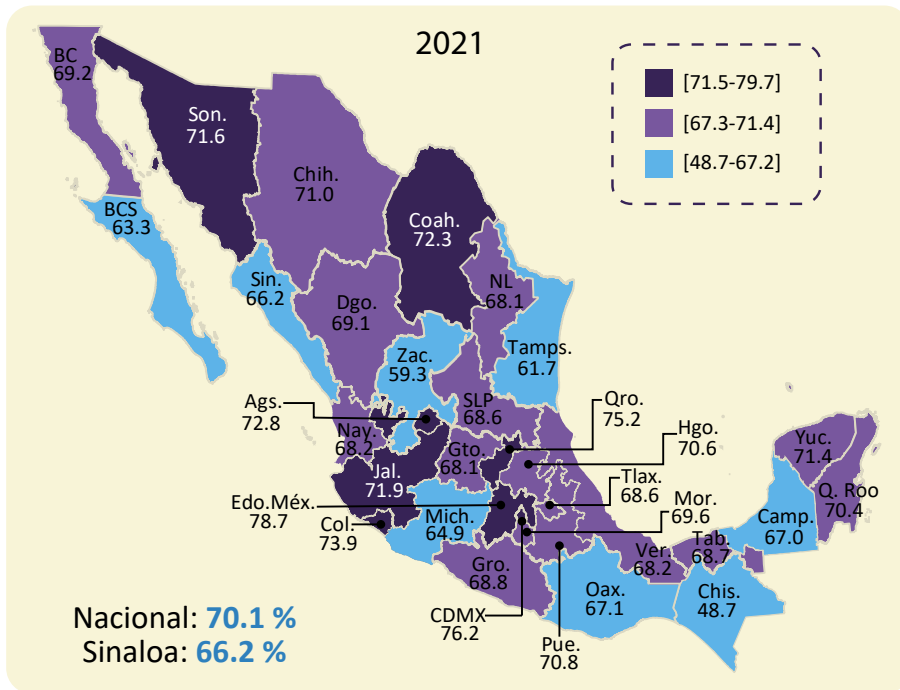 2021
[71.5-79.7]
[67.3-71.4]
[48.7-67.2]
BC
69.2
Son.
71.6
Chih.
71.0
Coah.
72.3
BCS
63.3
Sin.
66.2
Dgo.
69.1
NL
68.1
Tamps.
61.7
Zac.
59.3
SLP
68.6
Ags.
72.8
Qro.
75.2
Nay.
68.2
Gto.
68.1
Hgo.
70.6
Yuc.
71.4
Jal.
71.9
Tlax.
68.6
Q. Roo
70.4
Edo.Méx.
78.7
Mor.
69.6
Camp.
67.0
Col.
73.9
Mich.
64.9
Ver.
68.2
Tab.
68.7
Gro.
68.8
Oax.
67.1
Chis.
48.7
CDMX
76.2
Pue.
70.8
Nacional: 70.1 %
Sinaloa: 66.2 %